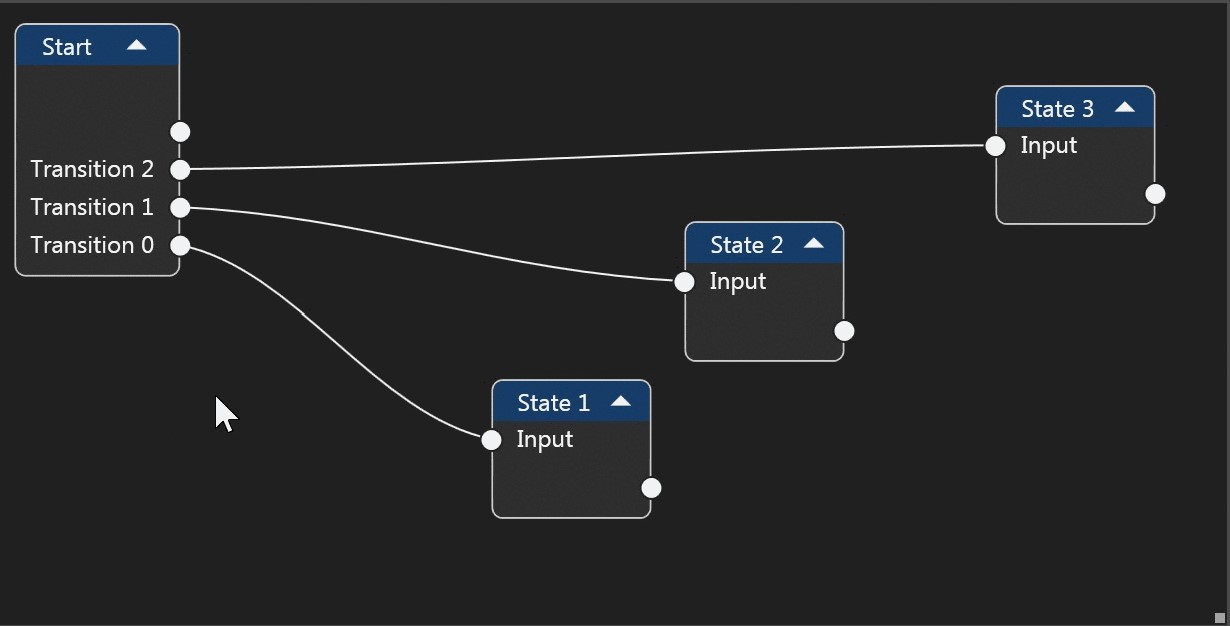 Start
Transition 2
Transition 1
Transition 0
State 3
Input
State 2
Input
State 1
Input